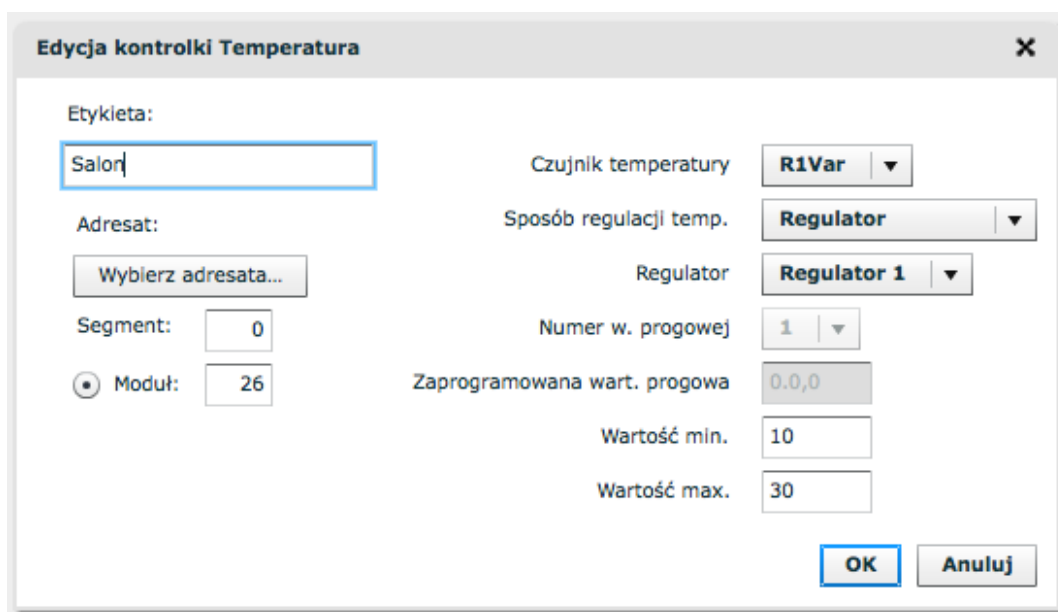 Edycja kontrolki Temperatura
Etykieta:
Salon
Adresat:
Wybierz adresata...
Segment: 0
Moduł: 26
Czujnik temperatury R1Var
Sposób regulacji temp. Regulator
Regulator Regulator 1
Numer w. progowej 1
Zaprogramowana wart. progowa 0.0,0
Wartość min. 10
Wartość max. 30
OK Anuluj